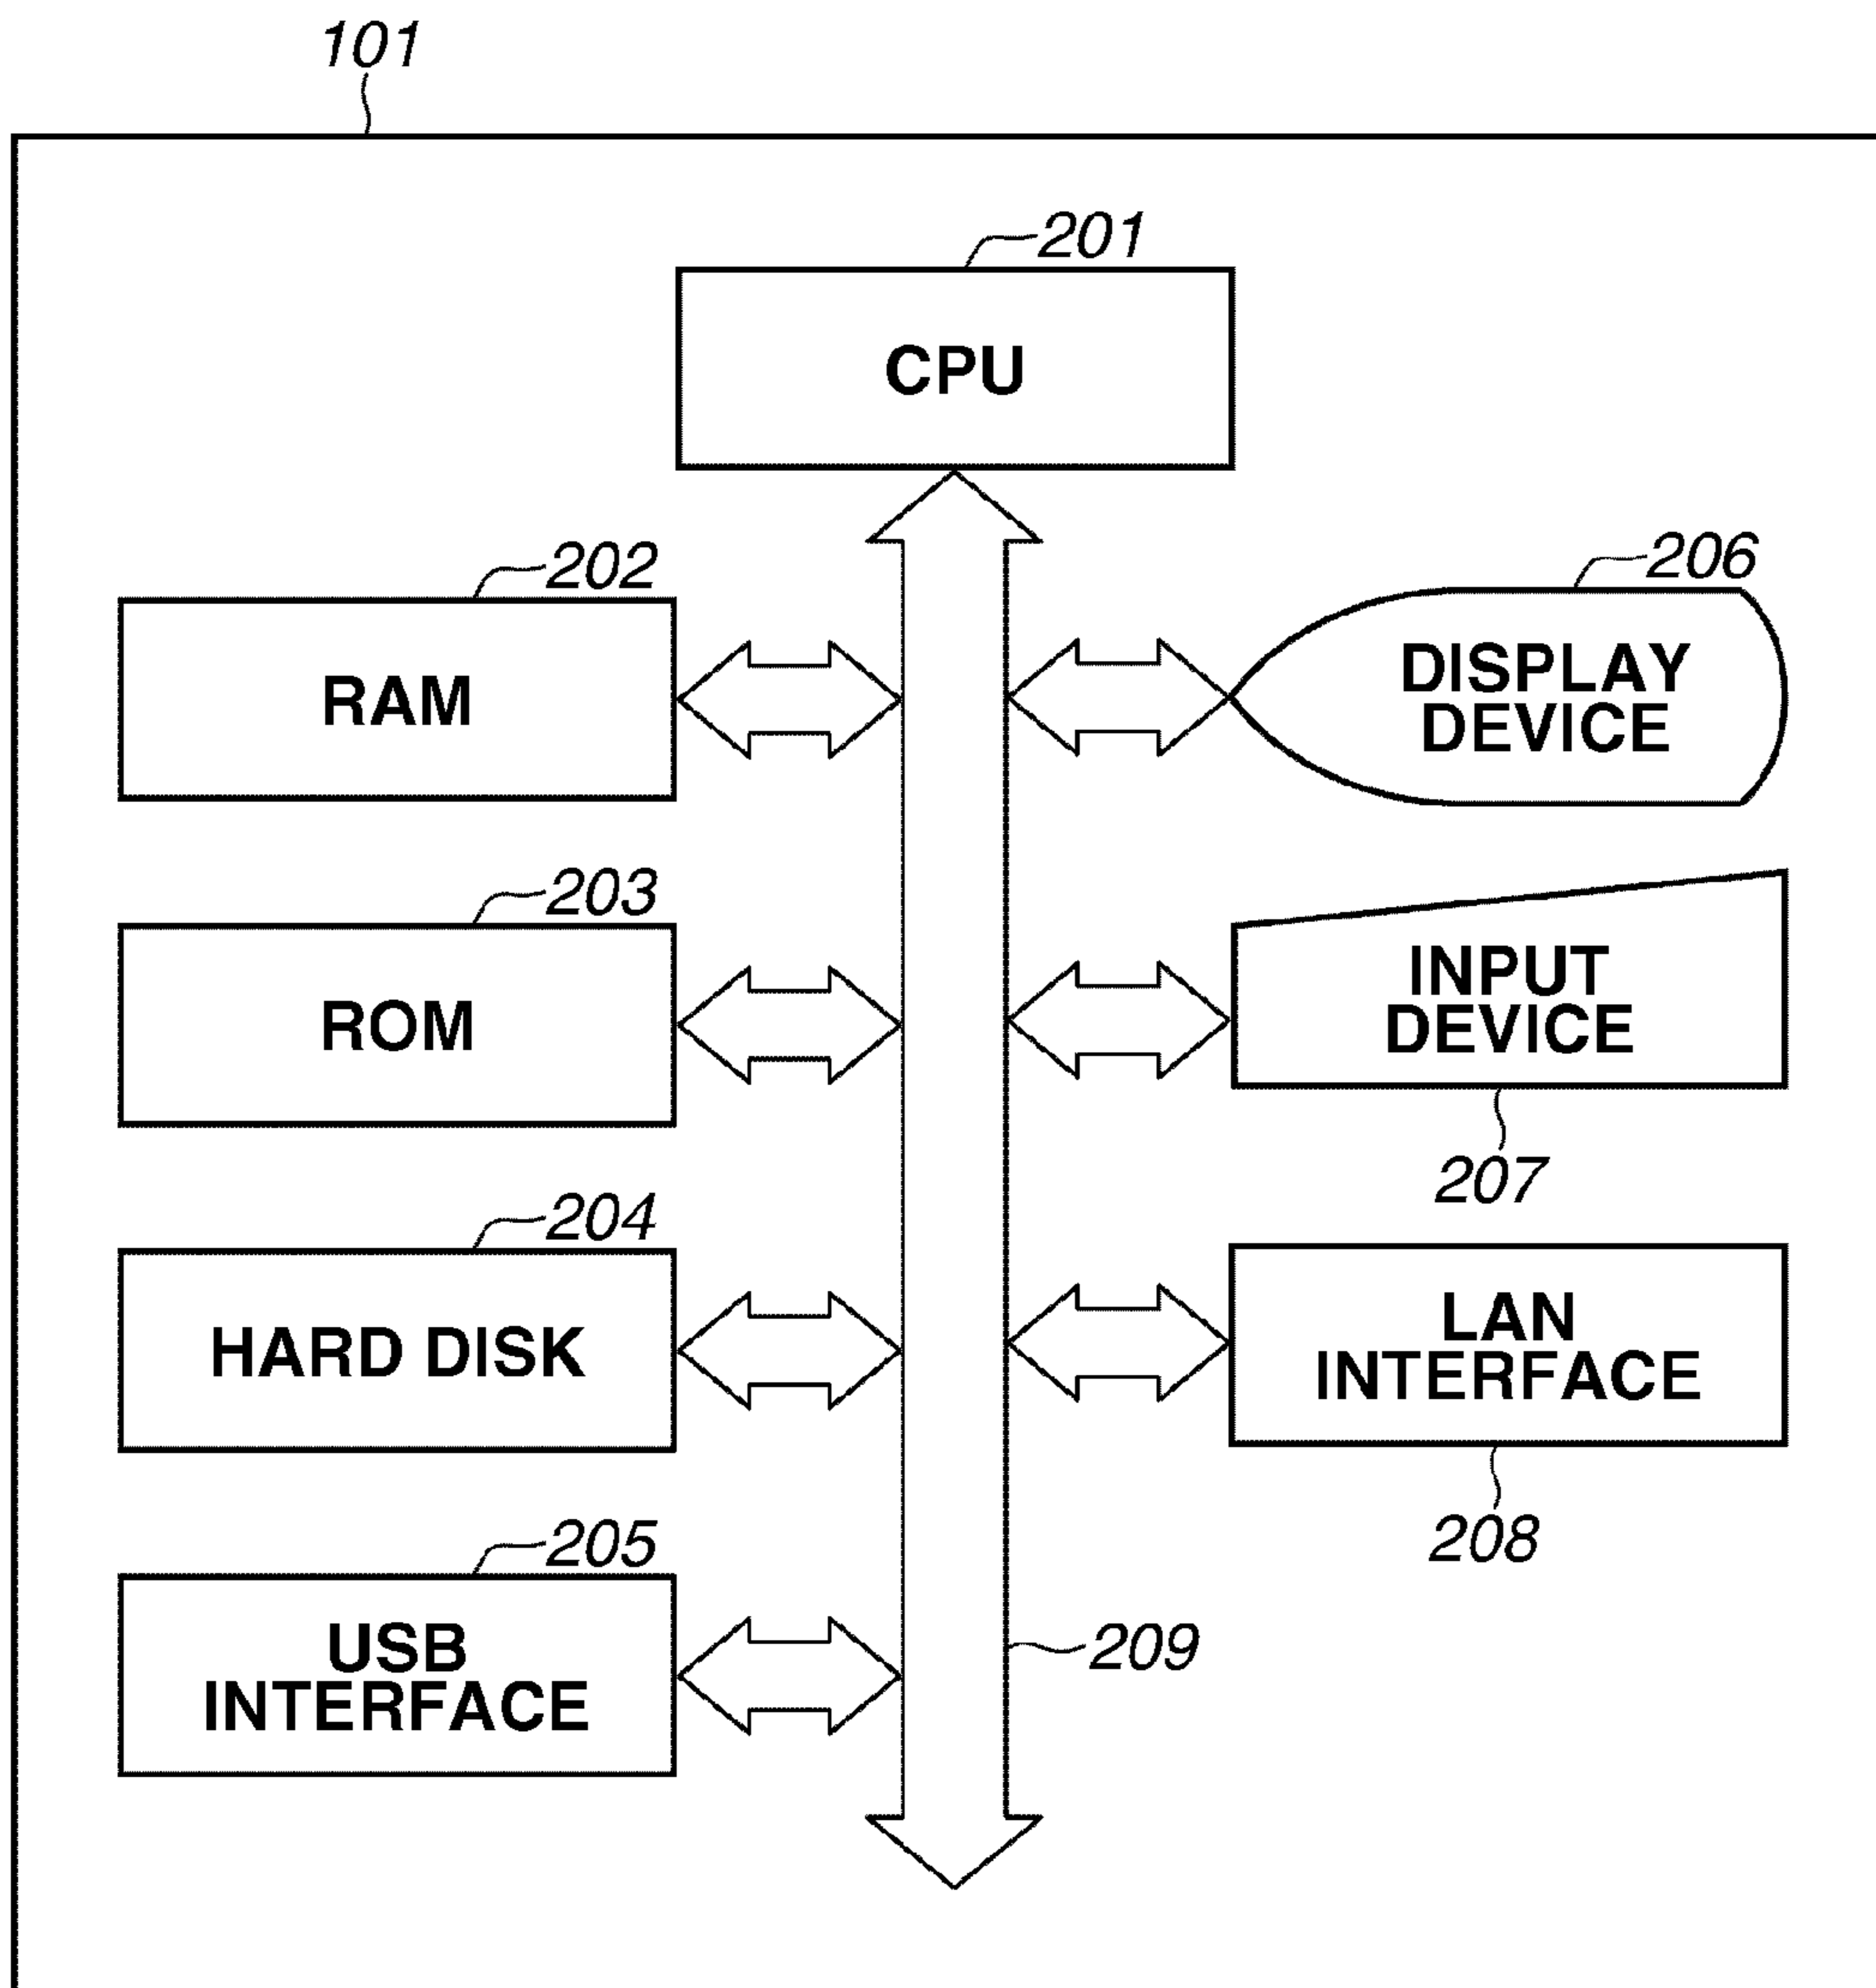 101
201
CPU
202
RAM
206
DISPLAY
DEVICE
203
ROM
INPUT
DEVICE
207
204
HARD DISK
LAN
INTERFACE
208
205
USB
INTERFACE
209